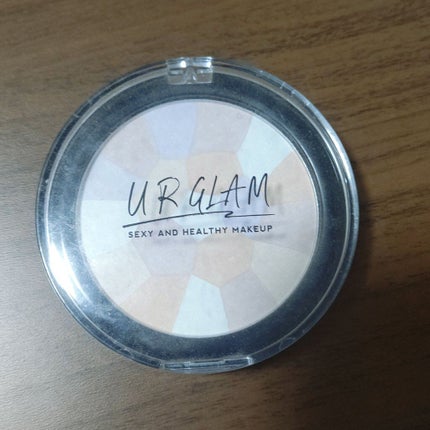 UR GLAM
SEXY AND HEALTHY MAKEUP